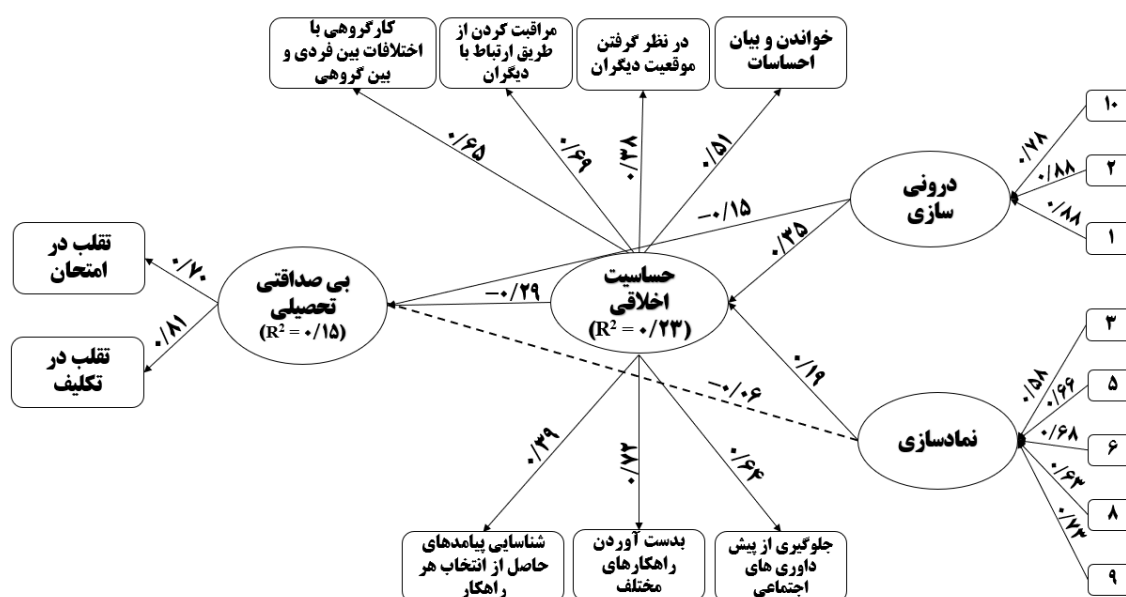 کارگروهی با
اختلافات بین فردی و
بین گروهی
مراقبت کردن از
طریق ارتباط با
دیگران
در نظر گرفتن
موقعیت دیگران
خواندن و بیان
احساسات
۰/۶۵
۰/۶۹
۰/۳۸
۰/۵۱
۱۰
۲
۱
۰/۷۸
۰/۸۸
۰/۸۸
درونی
سازی
−۰/۱۵
۰/۳۵
حساسیت
اخلاقی
(R² = ۰/۲۳)
−۰/۲۹
بی صداقتی
تحصیلی
(R² = ۰/۱۵)
تقلب در
امتحان
۰/۷۰
تقلب در
تکلیف
۰/۸۱
۰/۱۹
−۰/۰۶
نمادسازی
۳
۵
۶
۸
۹
۰/۵۸
۰/۶۶
۰/۶۸
۰/۶۳
۰/۷۳
۰/۳۹
۰/۷۲
۰/۶۴
شناسایی پیامدهای
حاصل از انتخاب هر
راهکار
بدست آوردن
راهکارهای
مختلف
جلوگیری از پیش
داوری های
اجتماعی